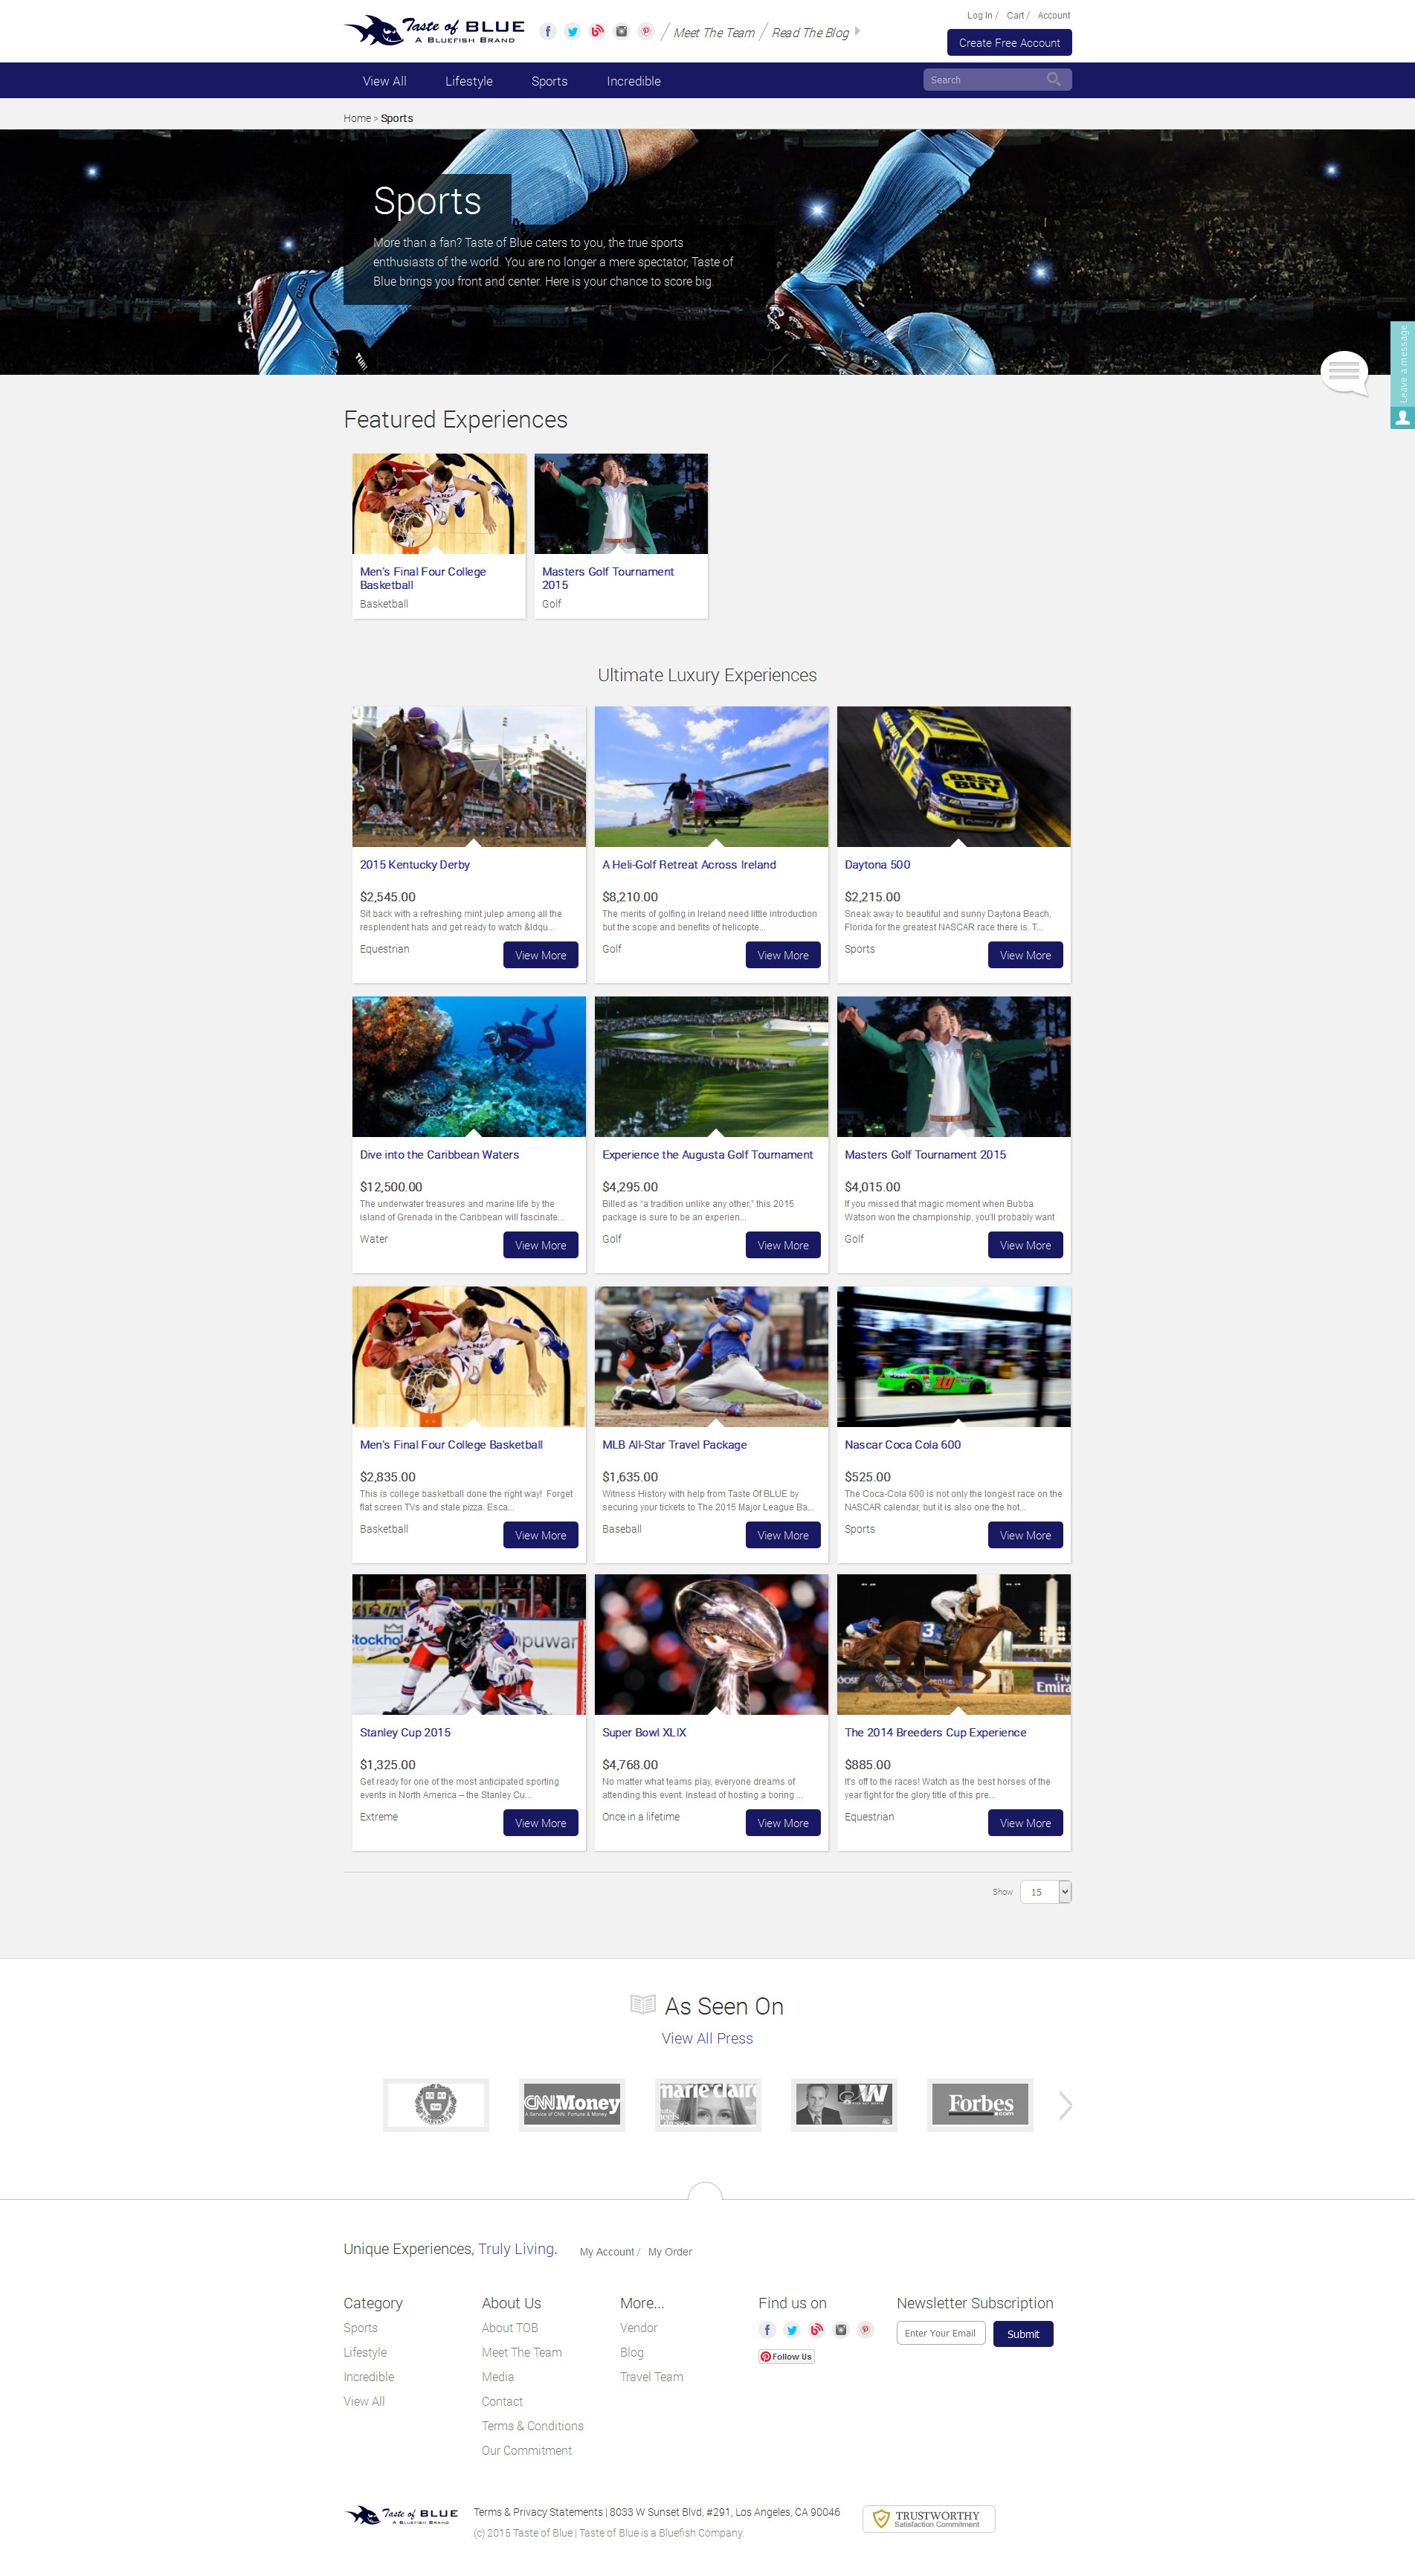 Taste of BLUE
A BLUEFISH BRAND
Meet The Team
Read The Blog
Log In / Cart / Account
Create Free Account
View All
Lifestyle
Sports
Incredible
Search
Home > Sports
Sports
More than a fan? Taste of Blue caters to you, the true sports
enthusiasts of the world. You are no longer a mere spectator, Taste of
Blue brings you front and center. Here is your chance to score big.
Leave a message
Featured Experiences
Men's Final Four College
Basketball
Basketball
Masters Golf Tournament
2015
Golf
Ultimate Luxury Experiences
2015 Kentucky Derby
$2,545.00
Sit back with a refreshing mint julep among all the
resplendent hats and get ready to watch &ldqu...
Equestrian
View More
A Heli-Golf Retreat Across Ireland
$8,210.00
The merits of golfing in Ireland need little introduction
but the scope and benefits of helicopte...
Golf
View More
BEST BUY
Daytona 500
$2,215.00
Sneak away to beautiful and sunny Daytona Beach,
Florida for the greatest NASCAR race there is. T...
Sports
View More
Dive into the Caribbean Waters
$12,500.00
The underwater treasures and marine life by the
island of Grenada in the Caribbean will fascinate...
Water
View More
Experience the Augusta Golf Tournament
$4,295.00
Billed as “a tradition unlike any other,” this 2015
package is sure to be an experien...
Golf
View More
Masters Golf Tournament 2015
$4,015.00
If you missed that magic moment when Bubba
Watson won the championship, you'll probably want
Golf
View More
Men's Final Four College Basketball
$2,835.00
This is college basketball done the right way! Forget
flat screen TVs and stale pizza. Esca...
Basketball
View More
MLB All-Star Travel Package
$1,635.00
Witness History with help from Taste Of BLUE by
securing your tickets to The 2015 Major League Ba...
Baseball
View More
10
Nascar Coca Cola 600
$525.00
The Coca-Cola 600 is not only the longest race on the
NASCAR calendar, but it is also one the hot...
Sports
View More
Stanley Cup 2015
$1,325.00
Get ready for one of the most anticipated sporting
events in North America – the Stanley Cu...
Extreme
View More
Super Bowl XLIX
$4,768.00
No matter what teams play, everyone dreams of
attending this event. Instead of hosting a boring ...
Once in a lifetime
View More
3
The 2014 Breeders Cup Experience
$885.00
It's off to the races! Watch as the best horses of the
year fight for the glory title of this pre...
Equestrian
View More
Show 15
As Seen On
View All Press
CNNMoney
A Service of CNN, Fortune & Money
marie claire
Forbes
.com
Unique Experiences, Truly Living.
My Account / My Order
Category
Sports
Lifestyle
Incredible
View All
About Us
About TOB
Meet The Team
Media
Contact
Terms & Conditions
Our Commitment
More...
Vendor
Blog
Travel Team
Find us on
Follow Us
Newsletter Subscription
Enter Your Email
Submit
Taste of BLUE
A BLUEFISH BRAND
Terms & Privacy Statements | 8033 W Sunset Blvd, #291, Los Angeles, CA 90046
(c) 2015 Taste of Blue | Taste of Blue is a Bluefish Company.
TRUSTWORTHY
Satisfaction Commitment